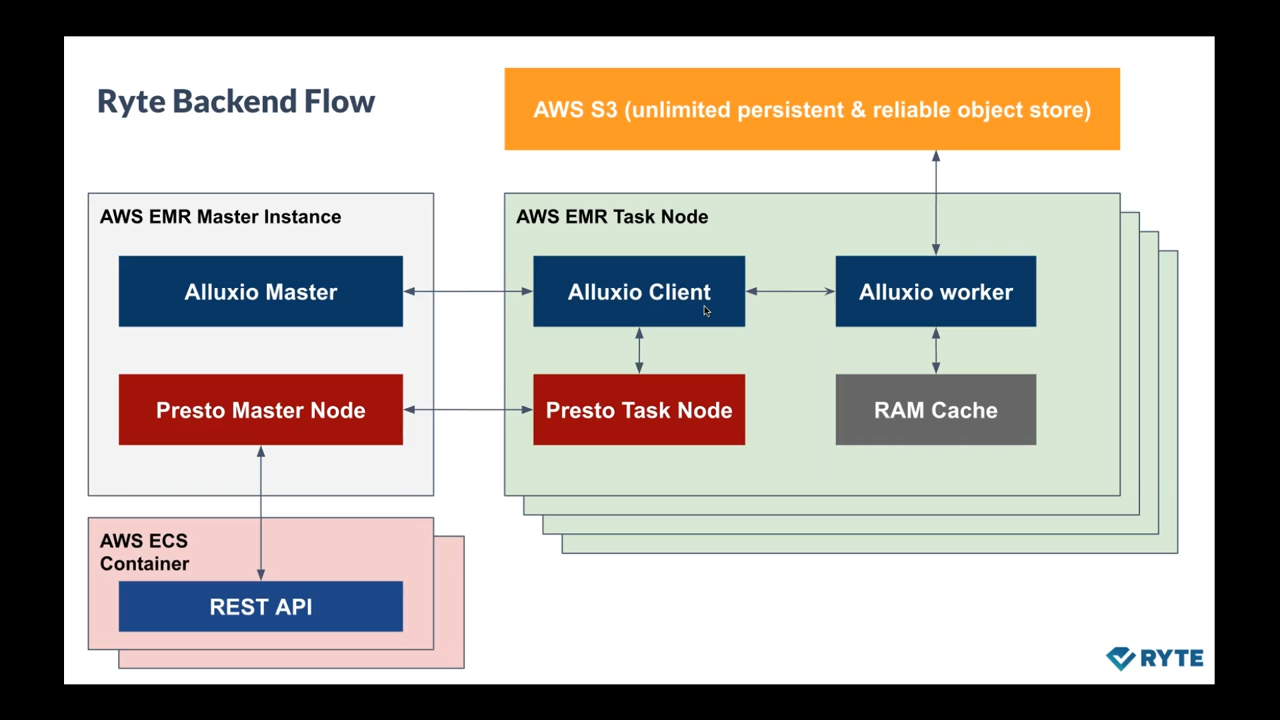 Ryte Backend Flow
AWS S3 (unlimited persistent & reliable object store)
AWS EMR Master Instance
Alluxio Master
Presto Master Node
AWS EMR Task Node
Alluxio Client
Alluxio worker
Presto Task Node
RAM Cache
AWS ECS
Container
REST API
RYTE